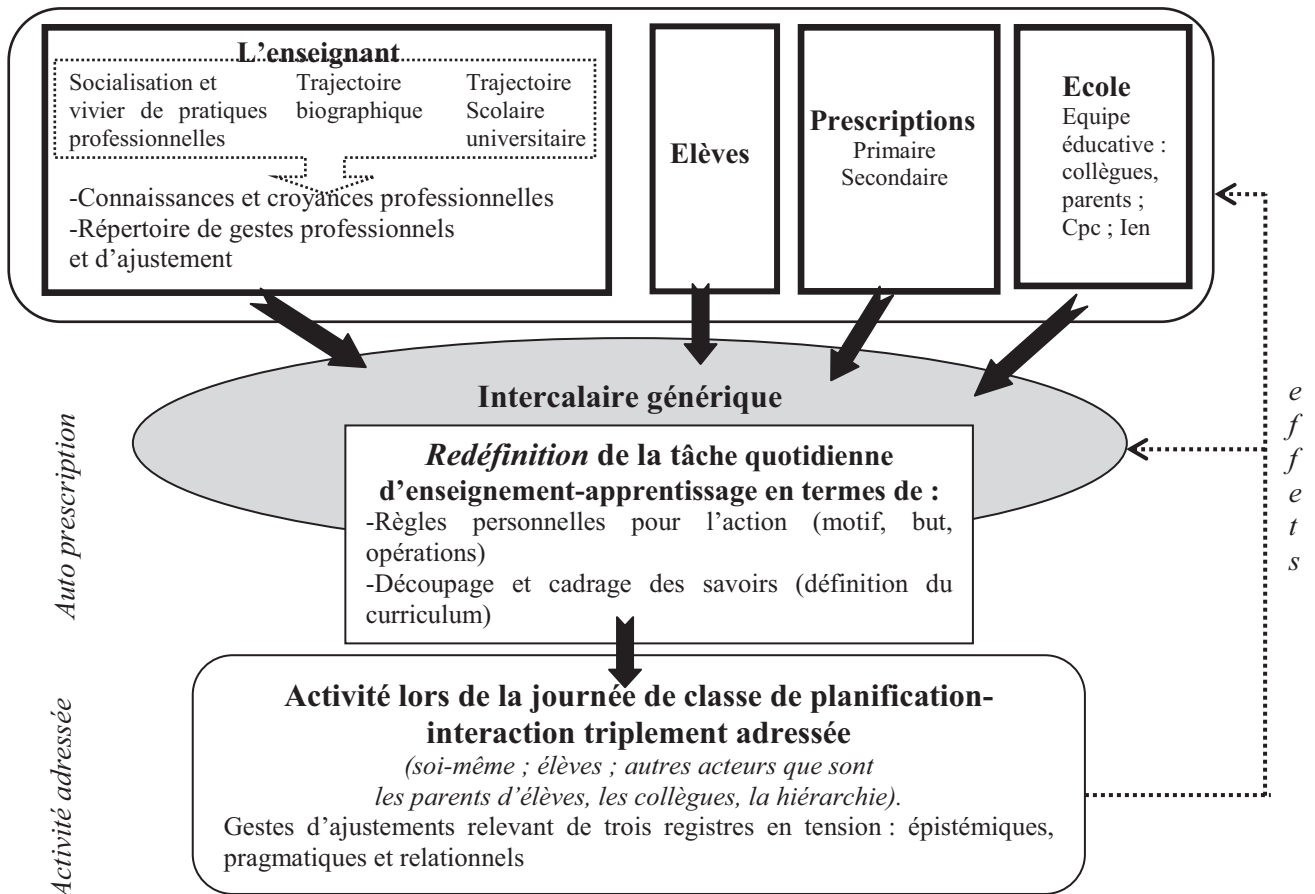 L’enseignant
Socialisation et
vivier de pratiques
professionnelles
Trajectoire
biographique
Trajectoire
Scolaire
universitaire
-Connaissances et croyances professionnelles
-Répertoire de gestes professionnels
et d’ajustement
Elèves
Prescriptions
Primaire
Secondaire
Ecole
Equipe
éducative :
collègues,
parents ;
Cpc ; Ien
Intercalaire générique
Redéfinition de la tâche quotidienne
d’enseignement-apprentissage en termes de :
-Règles personnelles pour l’action (motif, but,
opérations)
-Découpage et cadrage des savoirs (définition du
curriculum)
Auto prescription
effets
Activité lors de la journée de classe de planification-
interaction triplement adressée
(soi-même ; élèves ; autres acteurs que sont
les parents d’élèves, les collègues, la hiérarchie).
Gestes d’ajustements relevant de trois registres en tension : épistémiques,
pragmatiques et relationnels
Activité adressée